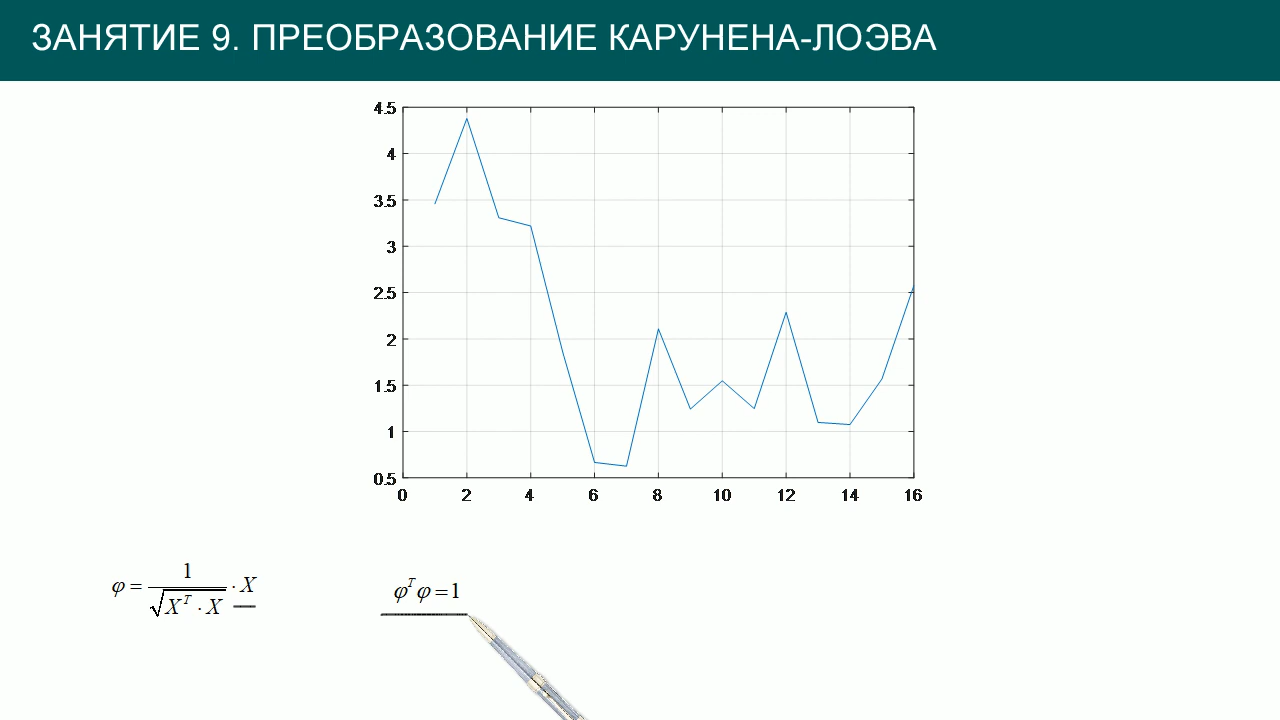 ЗАНЯТИЕ 9. ПРЕОБРАЗОВАНИЕ КАРУНЕНА-ЛОЭВА
4.5
4
3.5
3
2.5
2
1.5
1
0.5
0 2 4 6 8 10 12 14 16
φ = 1 / √(X^T · X) · X
φ^T φ = 1